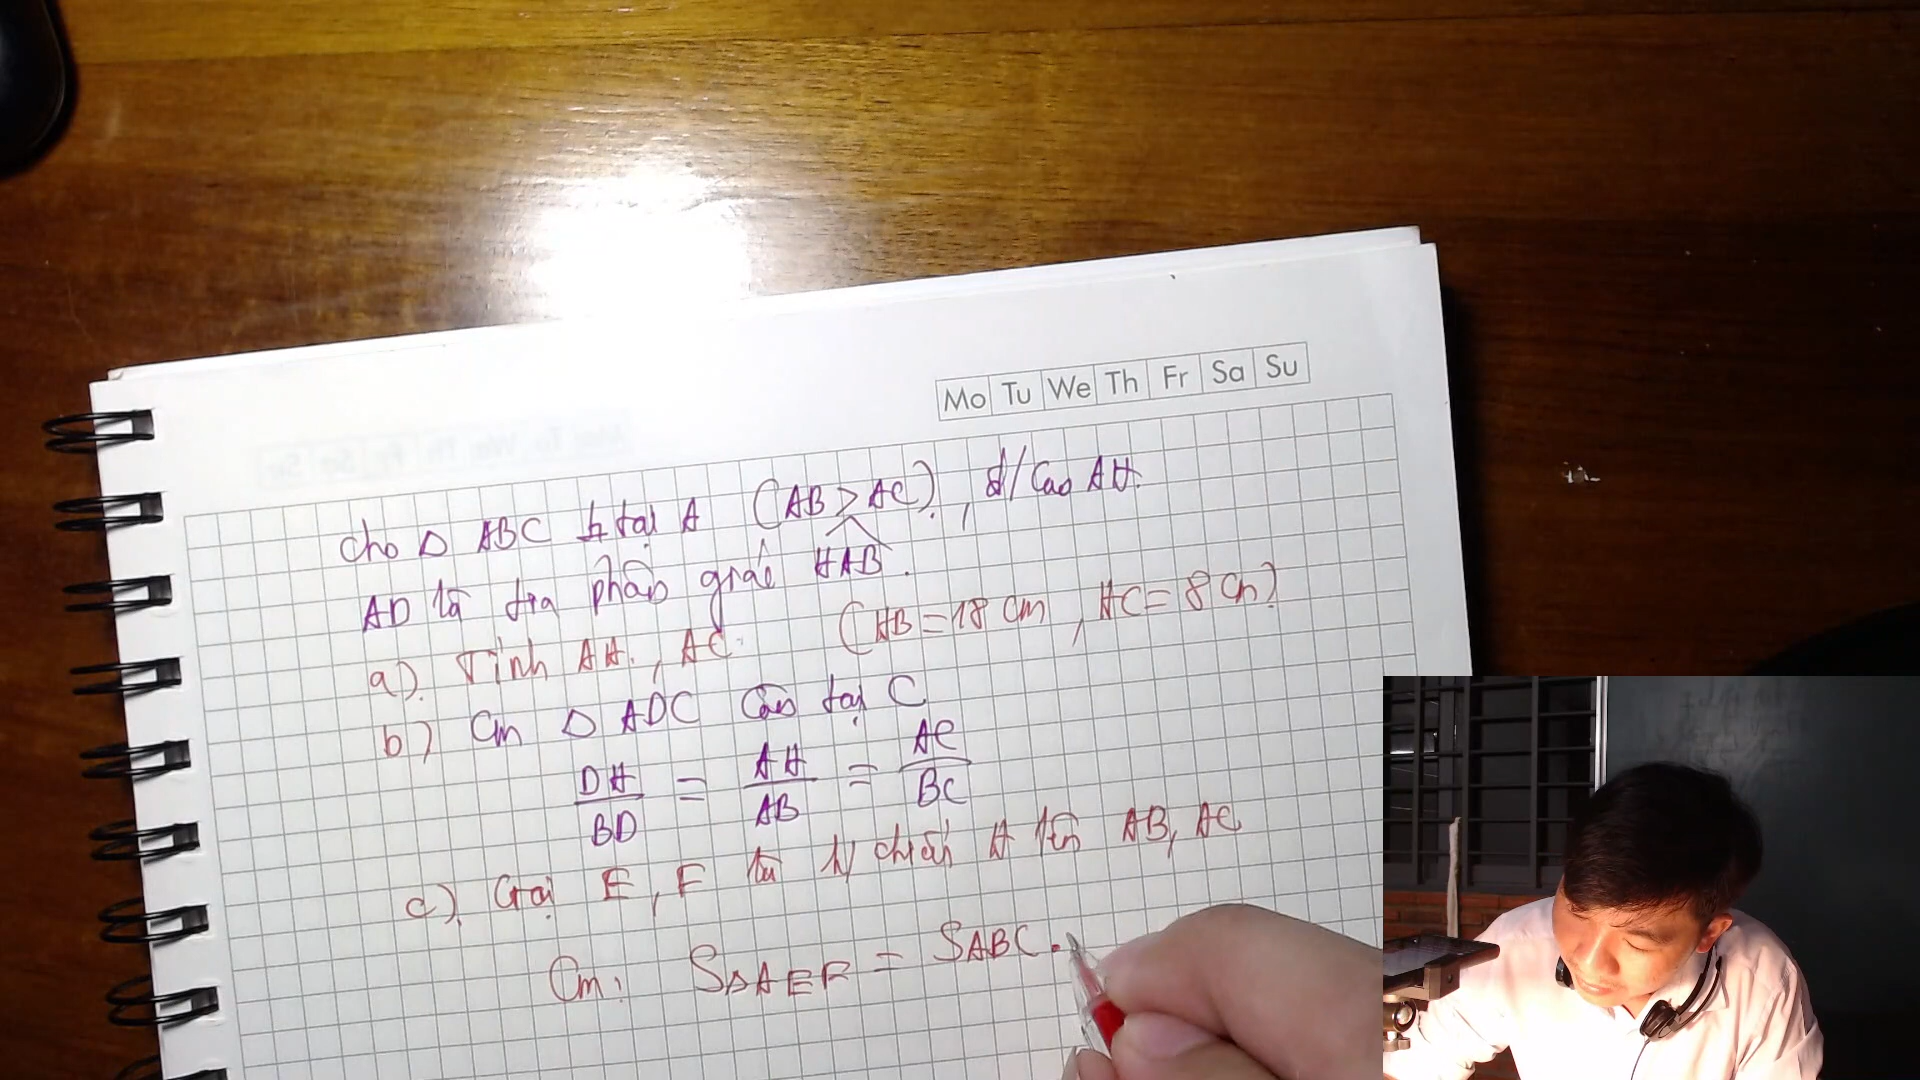 Mo Tu We Th Fr Sa Su
Cho Δ ABC ⊥ tại A (AB > AC), đ/cao AH.
AD là tia phân giác HAB.
a). Tính AH, AC. (HB = 18 cm, HC = 8 cm)
b) Cm Δ ADC cân tại C
DH/BD = AH/AB = AC/BC
c). Gọi E, F là h/chiếu H lên AB, AC
Cm: SΔAEF = SABC.